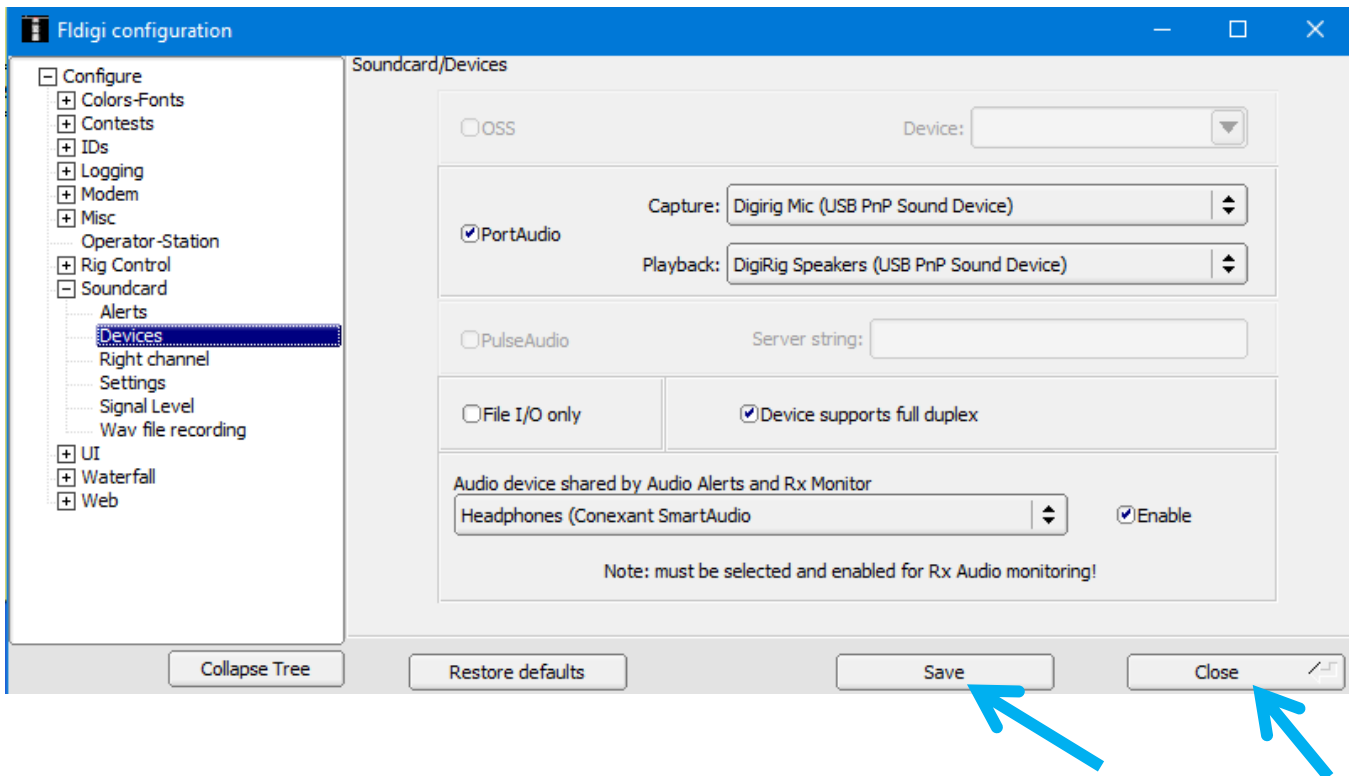 Fldigi configuration
Configure
Colors-Fonts
Contests
IDs
Logging
Modem
Misc
Operator-Station
Rig Control
Soundcard
Alerts
Devices
Right channel
Settings
Signal Level
Wav file recording
UI
Waterfall
Web
Collapse Tree
Soundcard/Devices
OSS Device:
Capture: Digirig Mic (USB PnP Sound Device)
PortAudio
Playback: DigiRig Speakers (USB PnP Sound Device)
PulseAudio Server string:
File I/O only Device supports full duplex
Audio device shared by Audio Alerts and Rx Monitor
Headphones (Conexant SmartAudio Enable
Note: must be selected and enabled for Rx Audio monitoring!
Restore defaults Save Close